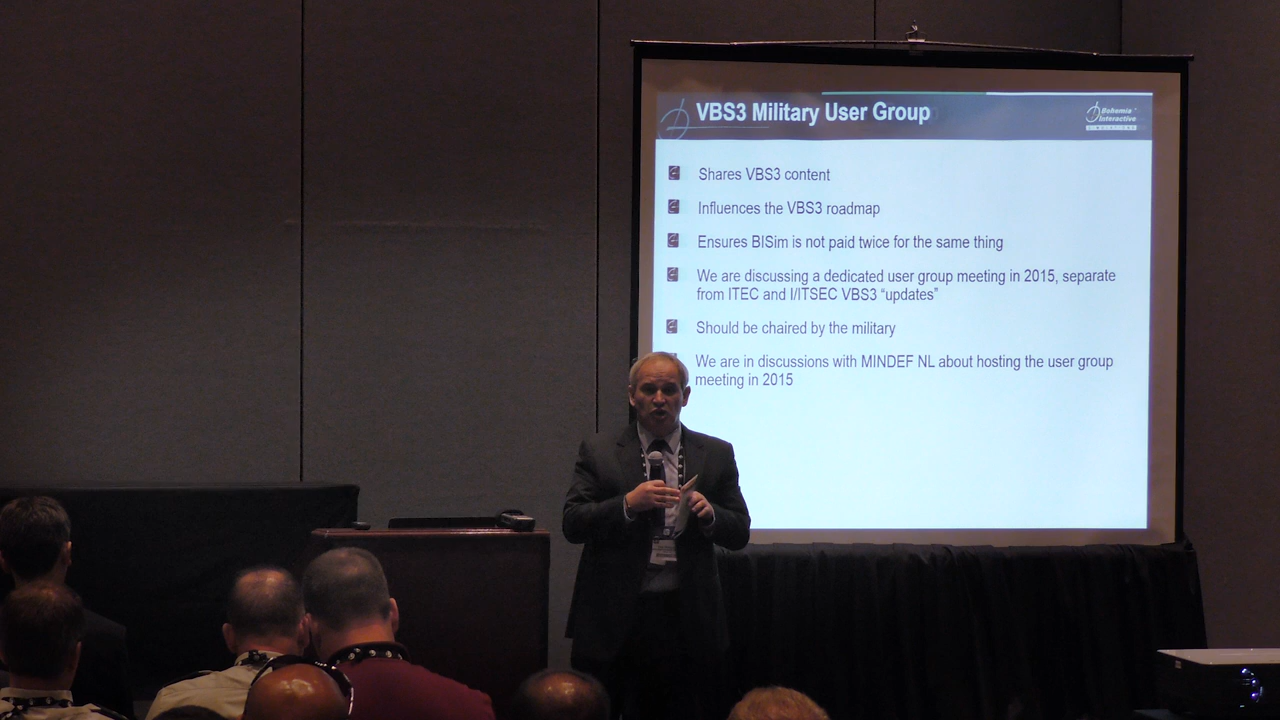 VBS3 Military User Group
Bohemia
Interactive
SIMULATIONS
Shares VBS3 content
Influences the VBS3 roadmap
Ensures BISim is not paid twice for the same thing
We are discussing a dedicated user group meeting in 2015, separate
from ITEC and I/ITSEC VBS3 “updates”
Should be chaired by the military
We are in discussions with MINDEF NL about hosting the user group
meeting in 2015